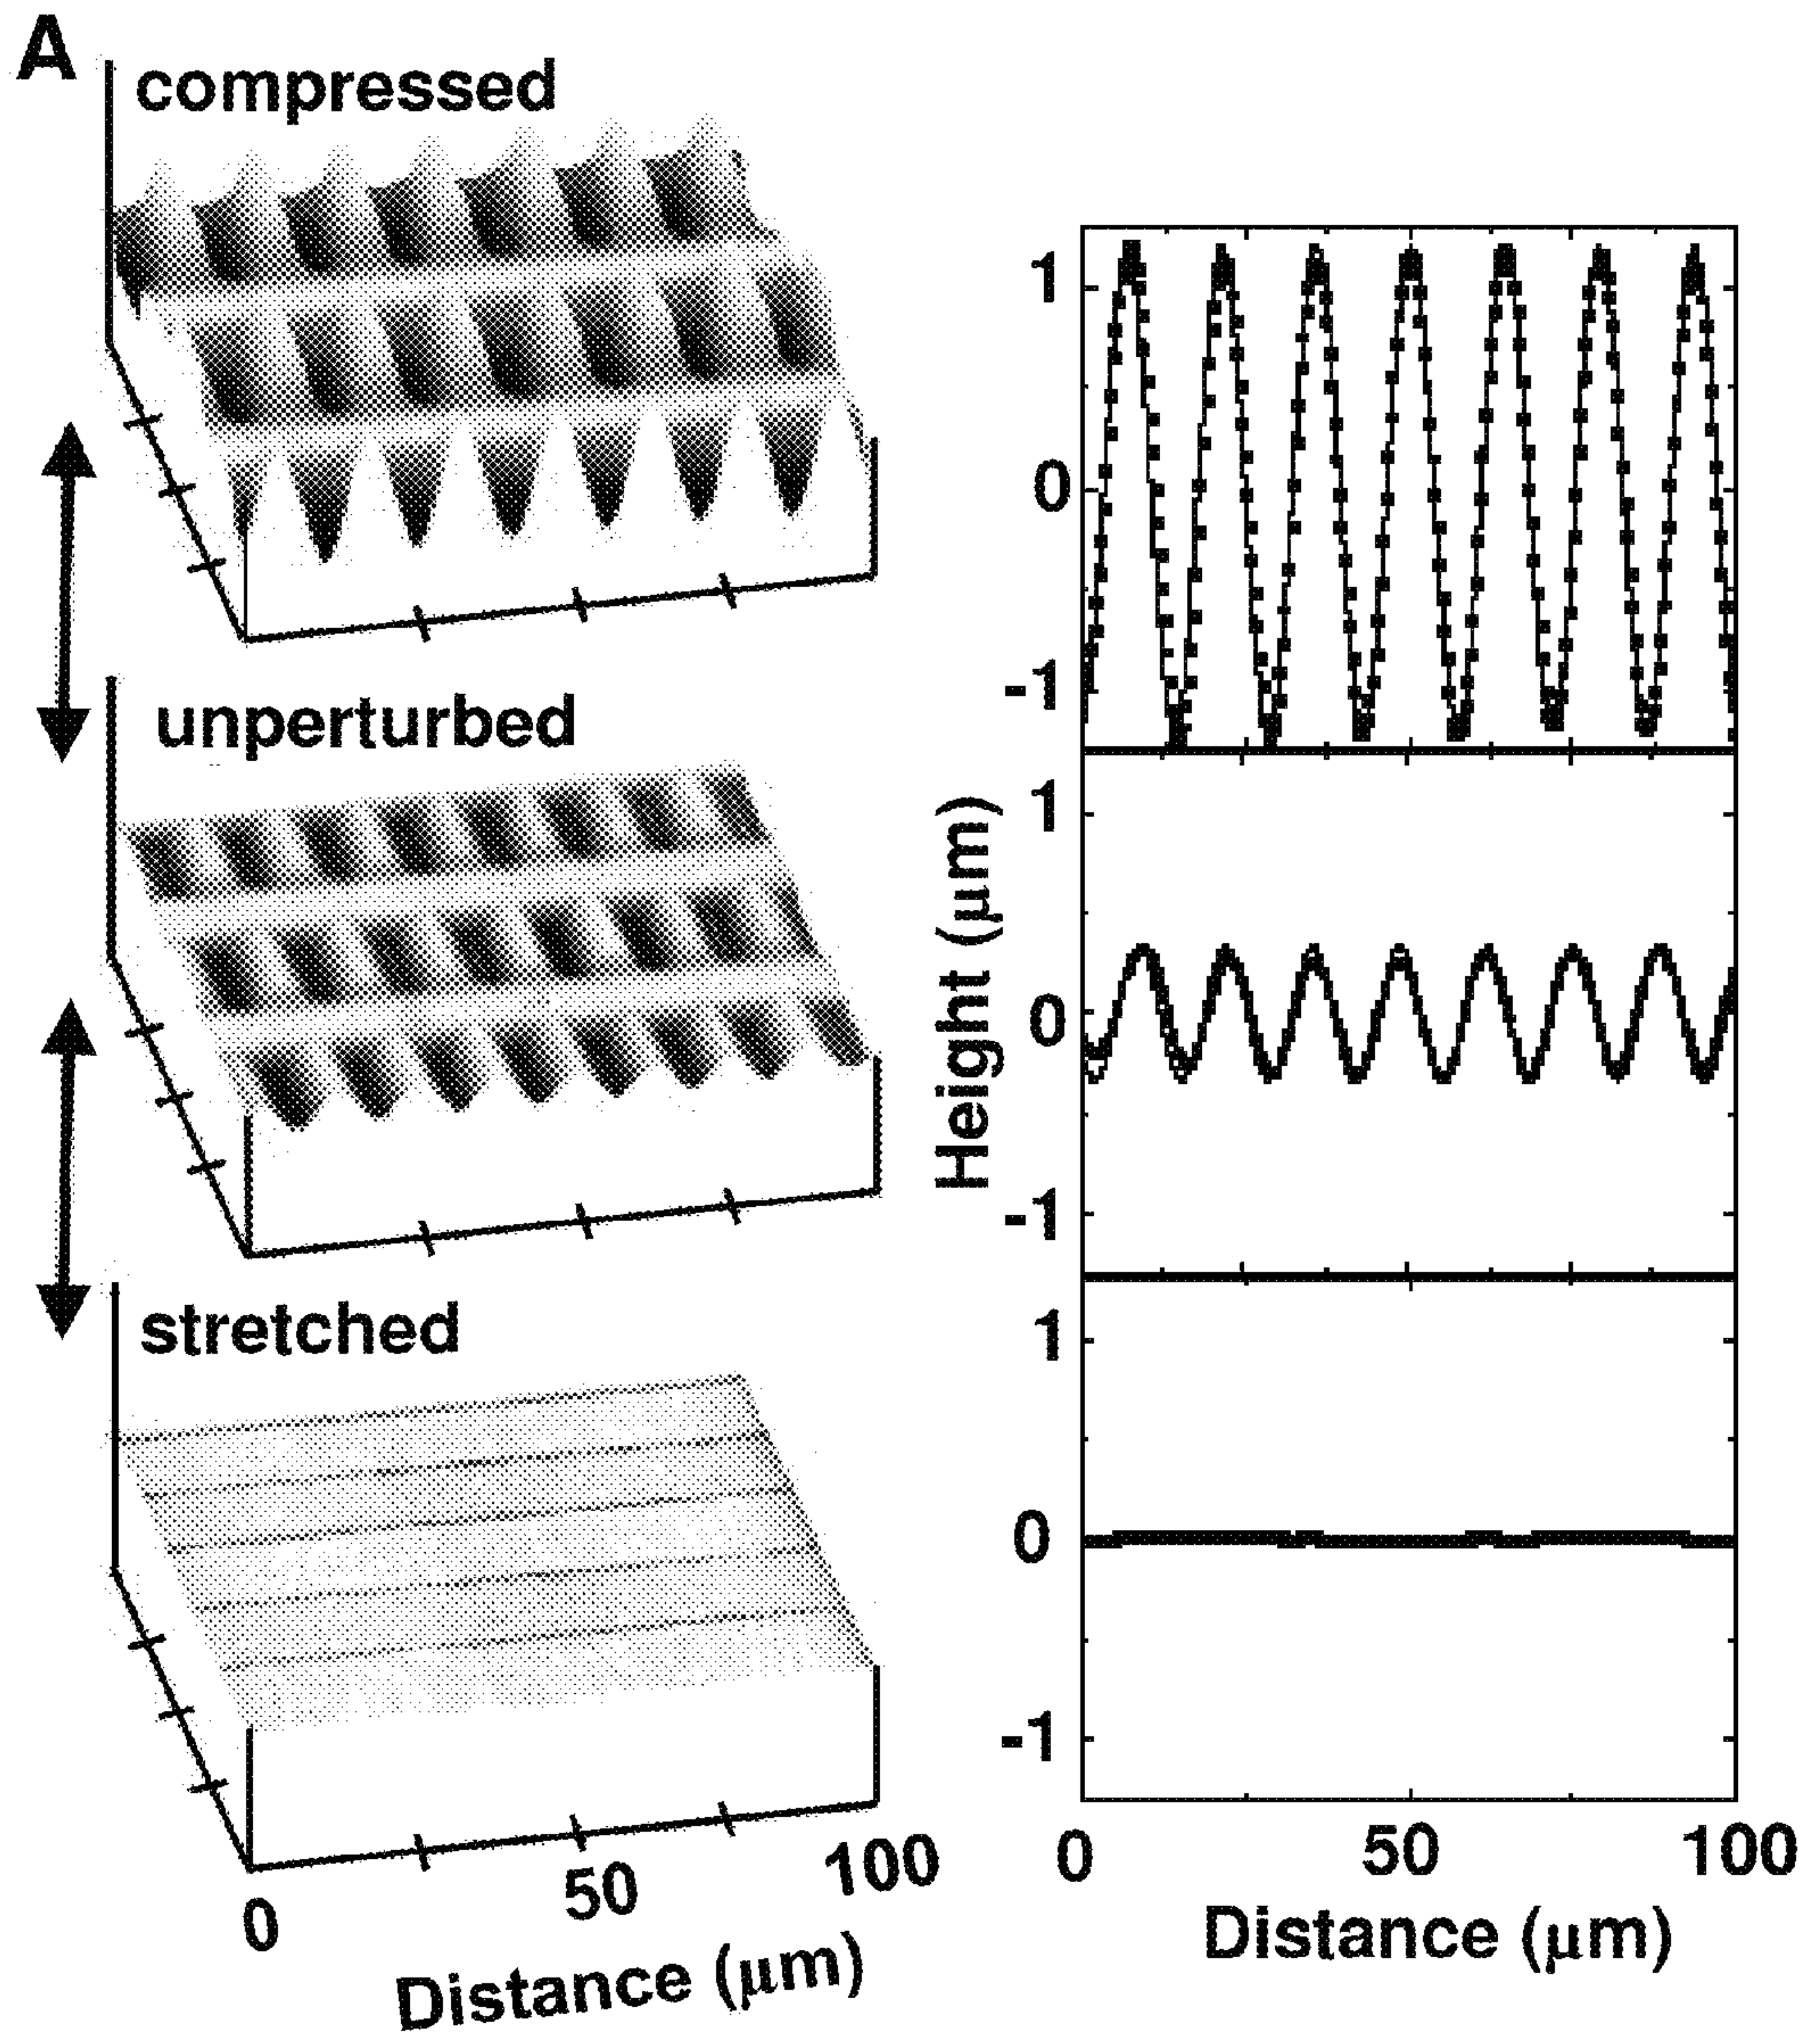 A
compressed
unperturbed
stretched
0
50
100
Distance (μm)
Height (μm)
1
0
-1
1
0
-1
1
0
-1
0
50
100
Distance (μm)